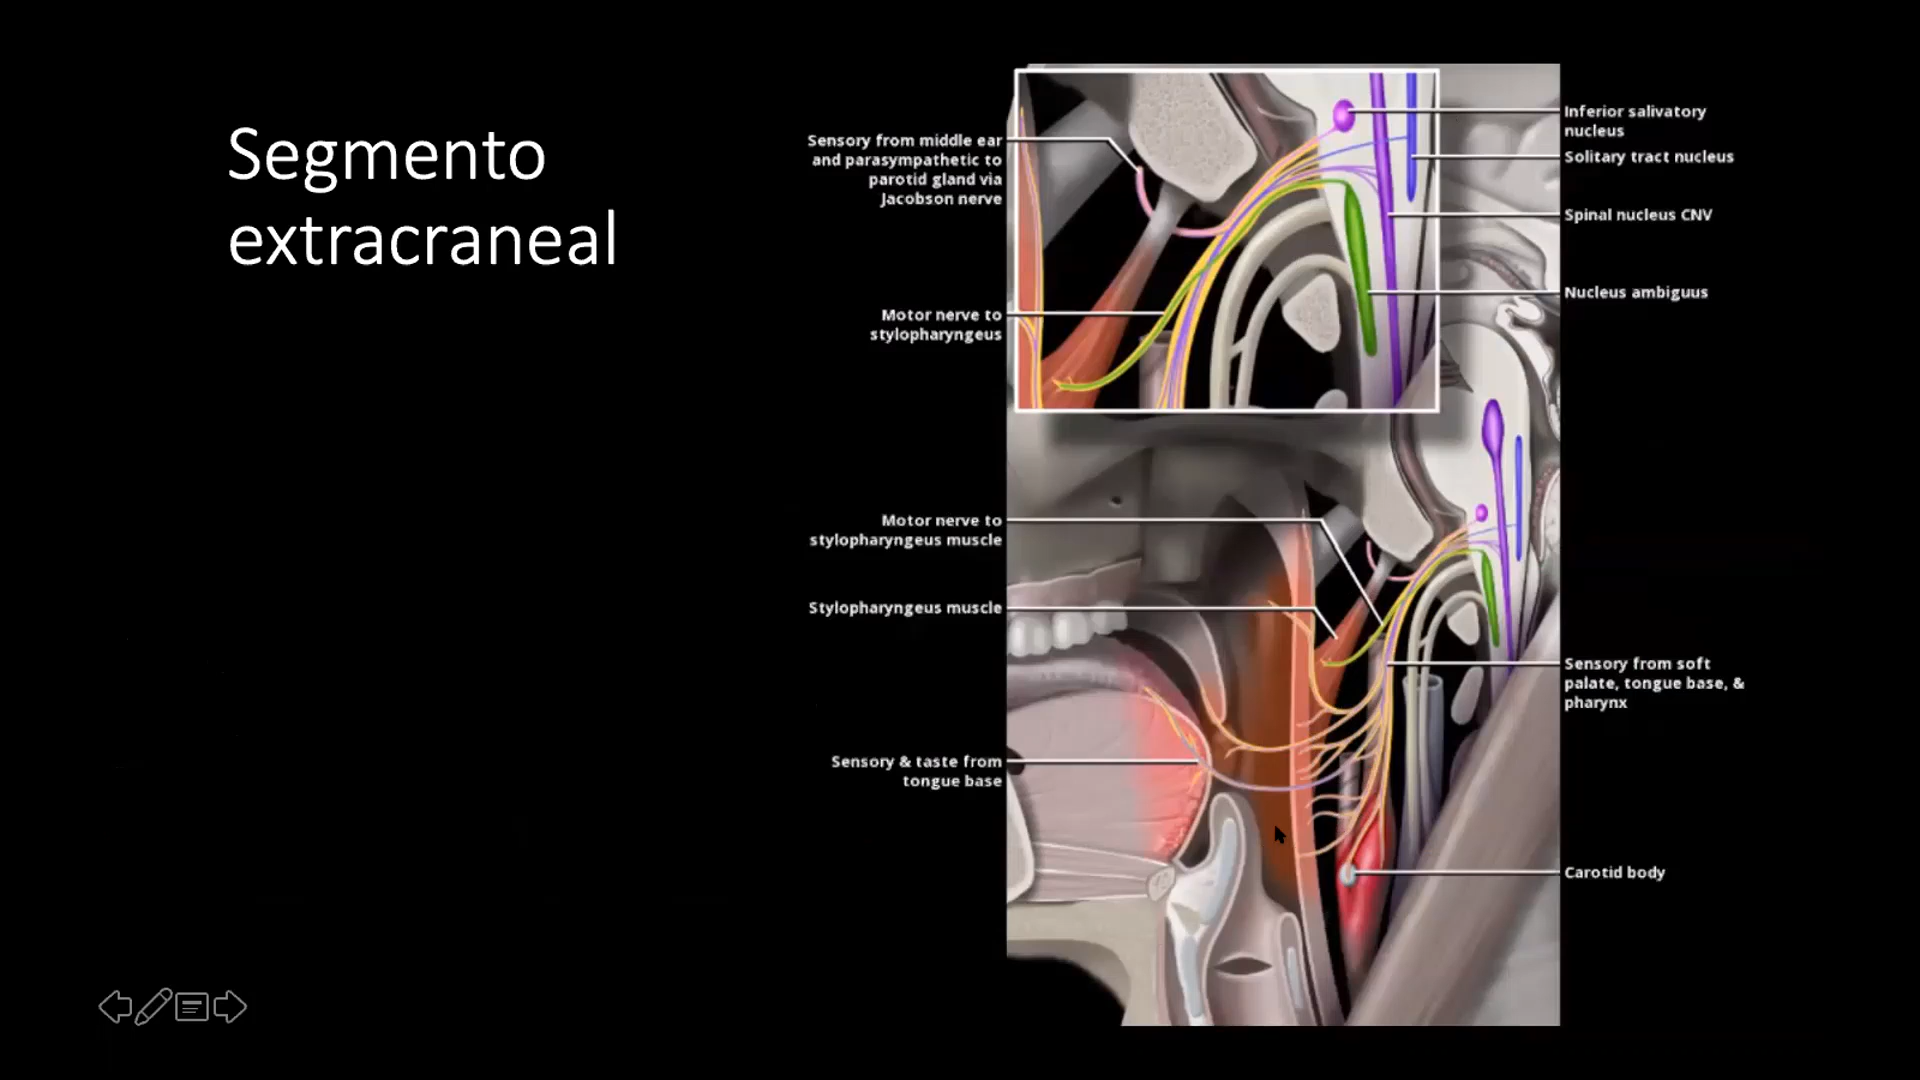 Segmento
extracraneal
Sensory from middle ear
and parasympathetic to
parotid gland via
Jacobson nerve
Motor nerve to
stylopharyngeus
Motor nerve to
stylopharyngeus muscle
Stylopharyngeus muscle
Sensory & taste from
tongue base
Inferior salivatory
nucleus
Solitary tract nucleus
Spinal nucleus CNV
Nucleus ambiguus
Sensory from soft
palate, tongue base, &
pharynx
Carotid body